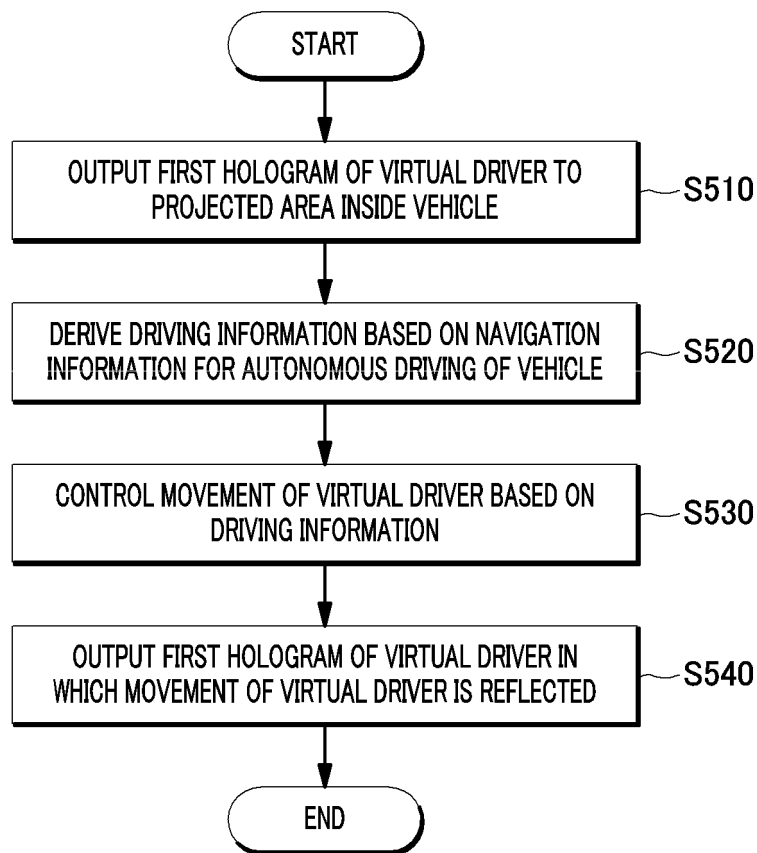 START
OUTPUT FIRST HOLOGRAM OF VIRTUAL DRIVER TO
PROJECTED AREA INSIDE VEHICLE
S510
DERIVE DRIVING INFORMATION BASED ON NAVIGATION
INFORMATION FOR AUTONOMOUS DRIVING OF VEHICLE
S520
CONTROL MOVEMENT OF VIRTUAL DRIVER BASED ON
DRIVING INFORMATION
S530
OUTPUT FIRST HOLOGRAM OF VIRTUAL DRIVER IN
WHICH MOVEMENT OF VIRTUAL DRIVER IS REFLECTED
S540
END